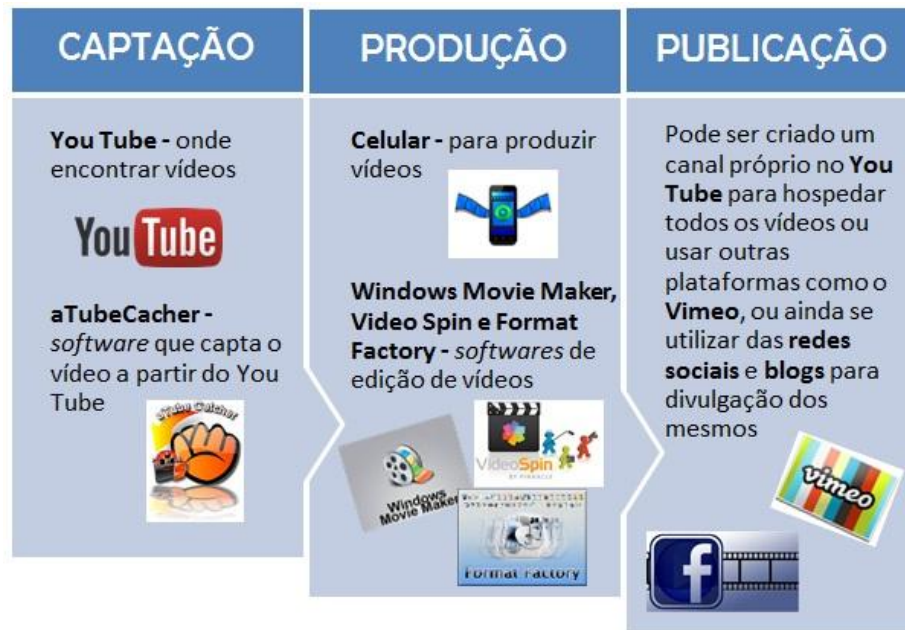 CAPTAÇÃO
You Tube - onde
encontrar vídeos
YouTube
aTubeCacher -
software que capta o
vídeo a partir do You
Tube
aTube Catcher
PRODUÇÃO
Celular - para produzir
vídeos
Windows Movie Maker,
Video Spin e Format
Factory - softwares de
edição de vídeos
Windows
Movie Maker
VideoSpin
BY PINNACLE
Format Factory
PUBLICAÇÃO
Pode ser criado um
canal próprio no You
Tube para hospedar
todos os vídeos ou
usar outras
plataformas como o
Vimeo, ou ainda se
utilizar das redes
sociais e blogs para
divulgação dos
mesmos
vimeo
f